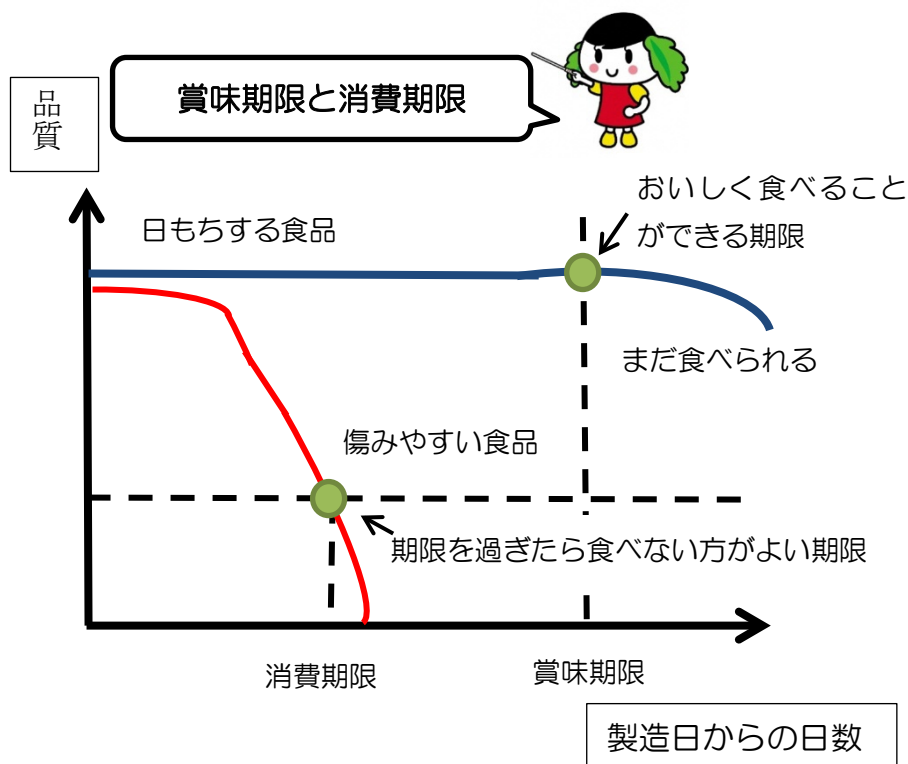 賞味期限と消費期限
品
質
おいしく食べること
ができる期限
日もちする食品
まだ食べられる
傷みやすい食品
期限を過ぎたら食べない方がよい期限
消費期限
賞味期限
製造日からの日数